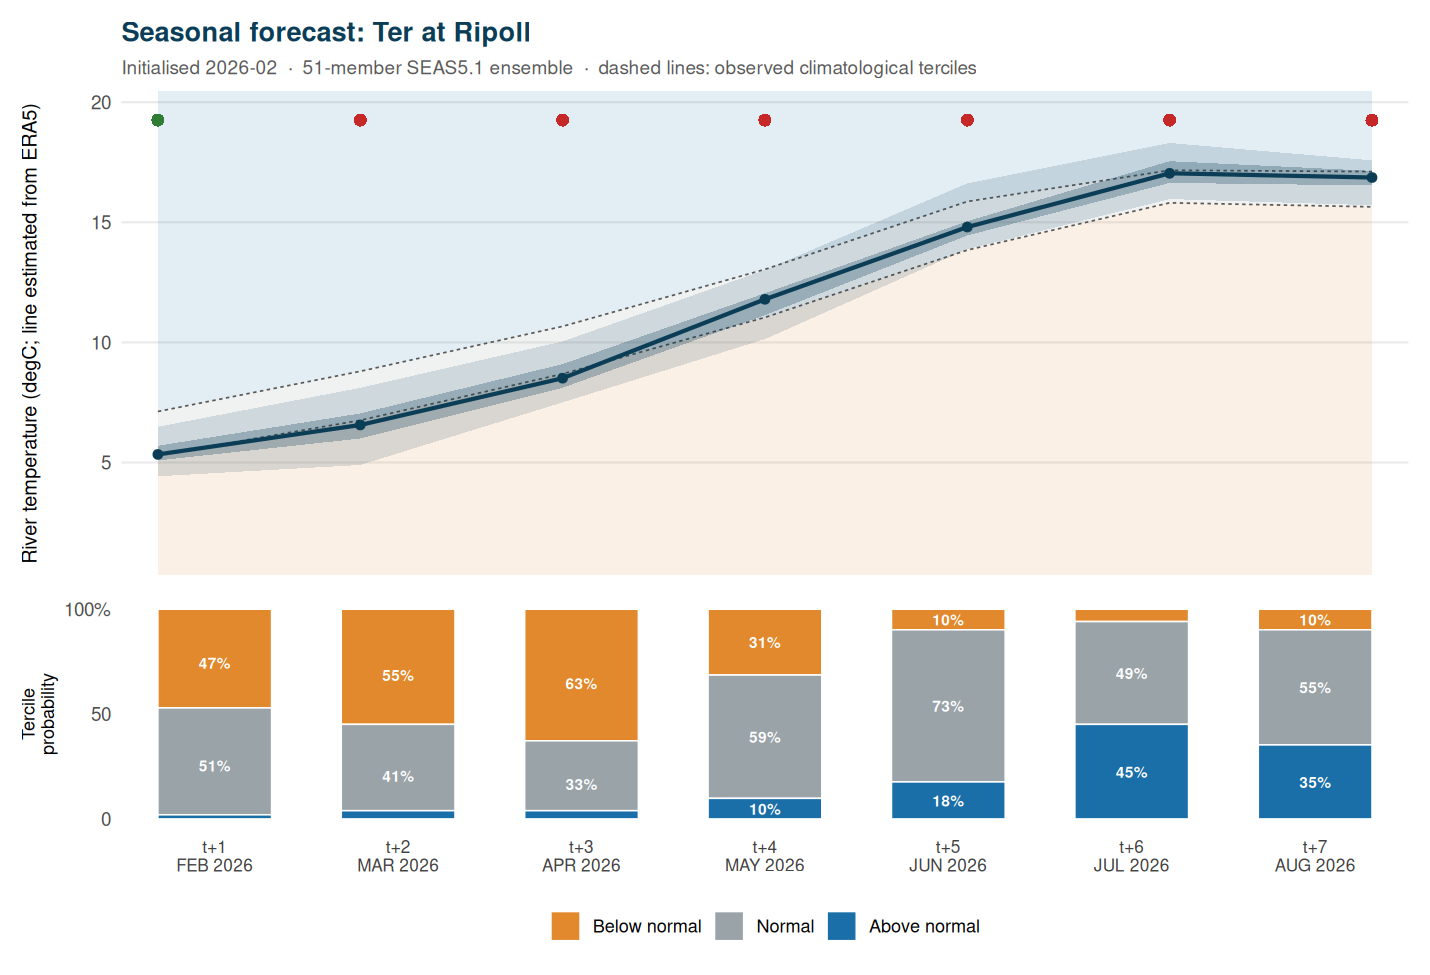 Seasonal forecast: Ter at Ripoll
Initialised 2026-02 · 51-member SEAS5.1 ensemble · dashed lines: observed climatological terciles
River temperature (degC; line estimated from ERA5)
20
15
10
5
Tercile
probability
100%
50
0
47%
55%
63%
31%
10%
10%
51%
41%
33%
59%
73%
49%
55%
10%
18%
45%
35%
t+1
FEB 2026
t+2
MAR 2026
t+3
APR 2026
t+4
MAY 2026
t+5
JUN 2026
t+6
JUL 2026
t+7
AUG 2026
Below normal
Normal
Above normal